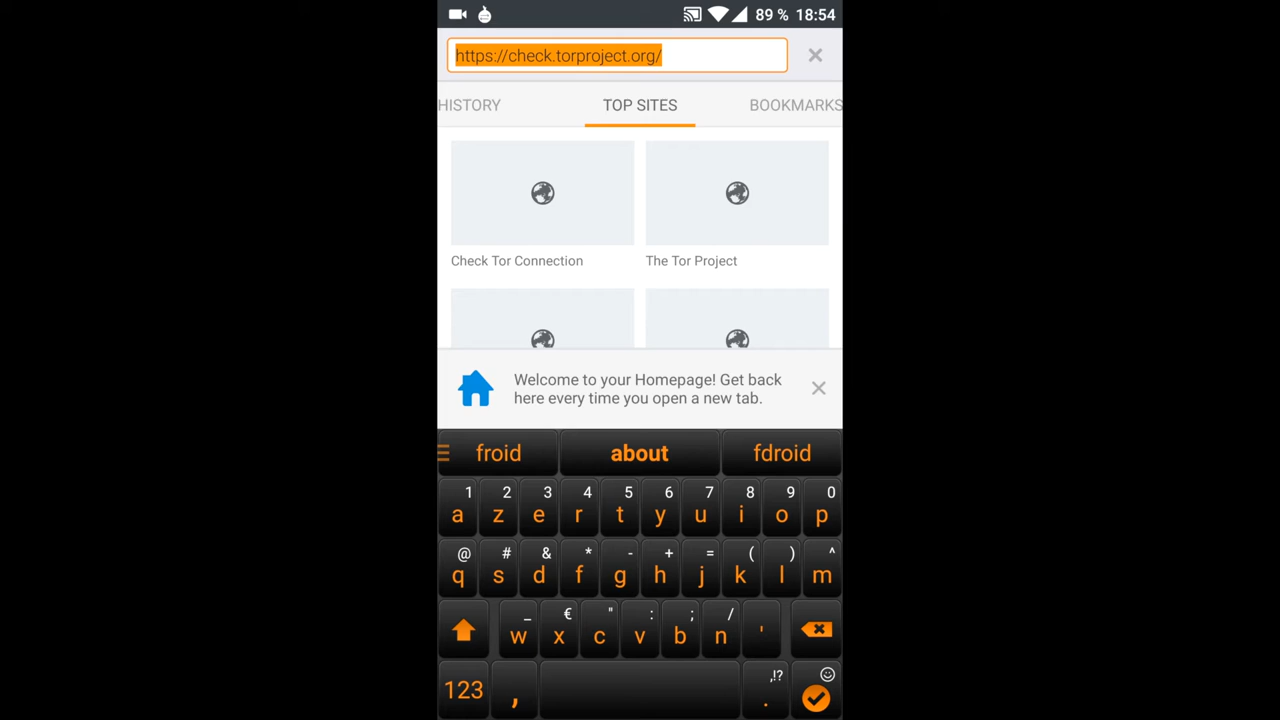 89 % 18:54
https://check.torproject.org/
HISTORY TOP SITES BOOKMARKS
Check Tor Connection The Tor Project
Welcome to your Homepage! Get back
here every time you open a new tab.
froid about fdroid
1 2 3 4 5 6 7 8 9 0
a z e r t y u i o p
@ # & * - + = ( ) ^
q s d f g h j k l m
_ € " : ; /
w x c v b n '
,!?
123 , .